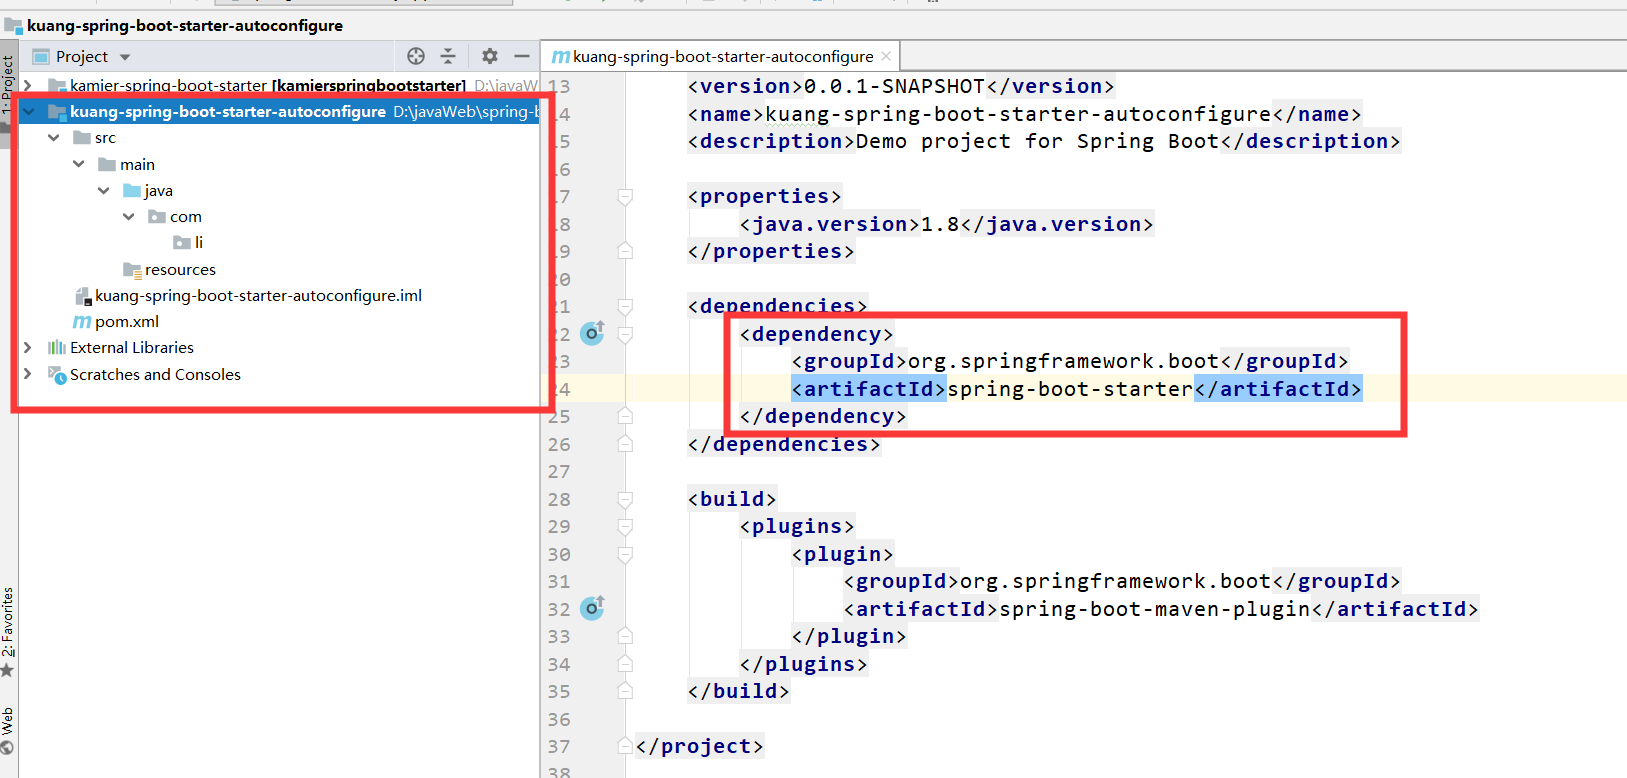 kuang-spring-boot-starter-autoconfigure
1: Project
Project
kamier-spring-boot-starter [kamierspringbootstarter] D:\javaW
kuang-spring-boot-starter-autoconfigure D:\javaWeb\spring-b
src
main
java
com
li
resources
kuang-spring-boot-starter-autoconfigure.iml
pom.xml
External Libraries
Scratches and Consoles
2: Favorites
Web
kuang-spring-boot-starter-autoconfigure
13 <version>0.0.1-SNAPSHOT</version>
14 <name>kuang-spring-boot-starter-autoconfigure</name>
15 <description>Demo project for Spring Boot</description>
16
17 <properties>
18 <java.version>1.8</java.version>
19 </properties>
20
21 <dependencies>
22 <dependency>
23 <groupId>org.springframework.boot</groupId>
24 <artifactId>spring-boot-starter</artifactId>
25 </dependency>
26 </dependencies>
27
28 <build>
29 <plugins>
30 <plugin>
31 <groupId>org.springframework.boot</groupId>
32 <artifactId>spring-boot-maven-plugin</artifactId>
33 </plugin>
34 </plugins>
35 </build>
36
37 </project>
38